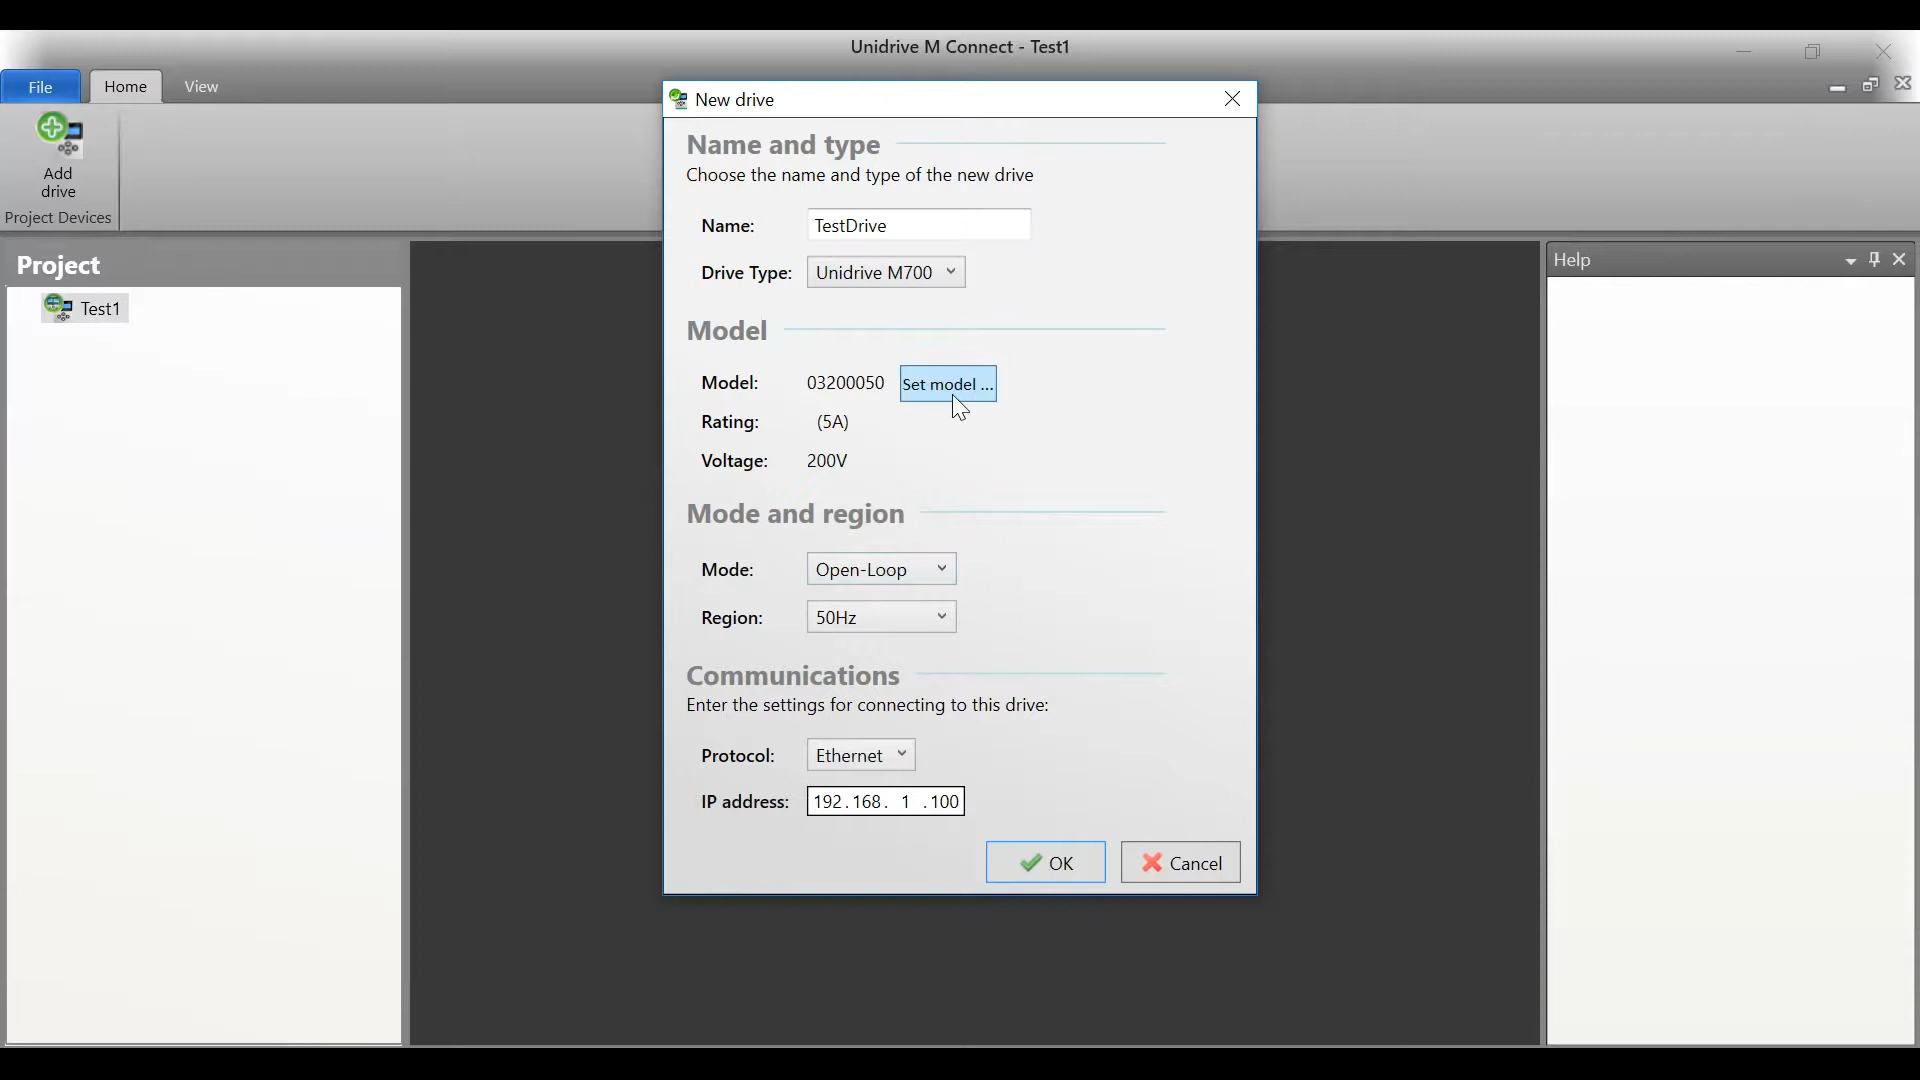 Unidrive M Connect - Test1
File Home View
Add
drive
Project Devices
Project
Test1
New drive
Name and type
Choose the name and type of the new drive
Name: TestDrive
Drive Type: Unidrive M700
Model
Model: 03200050 Set model ...
Rating: (5A)
Voltage: 200V
Mode and region
Mode: Open-Loop
Region: 50Hz
Communications
Enter the settings for connecting to this drive:
Protocol: Ethernet
IP address: 192.168. 1 .100
OK Cancel
Help